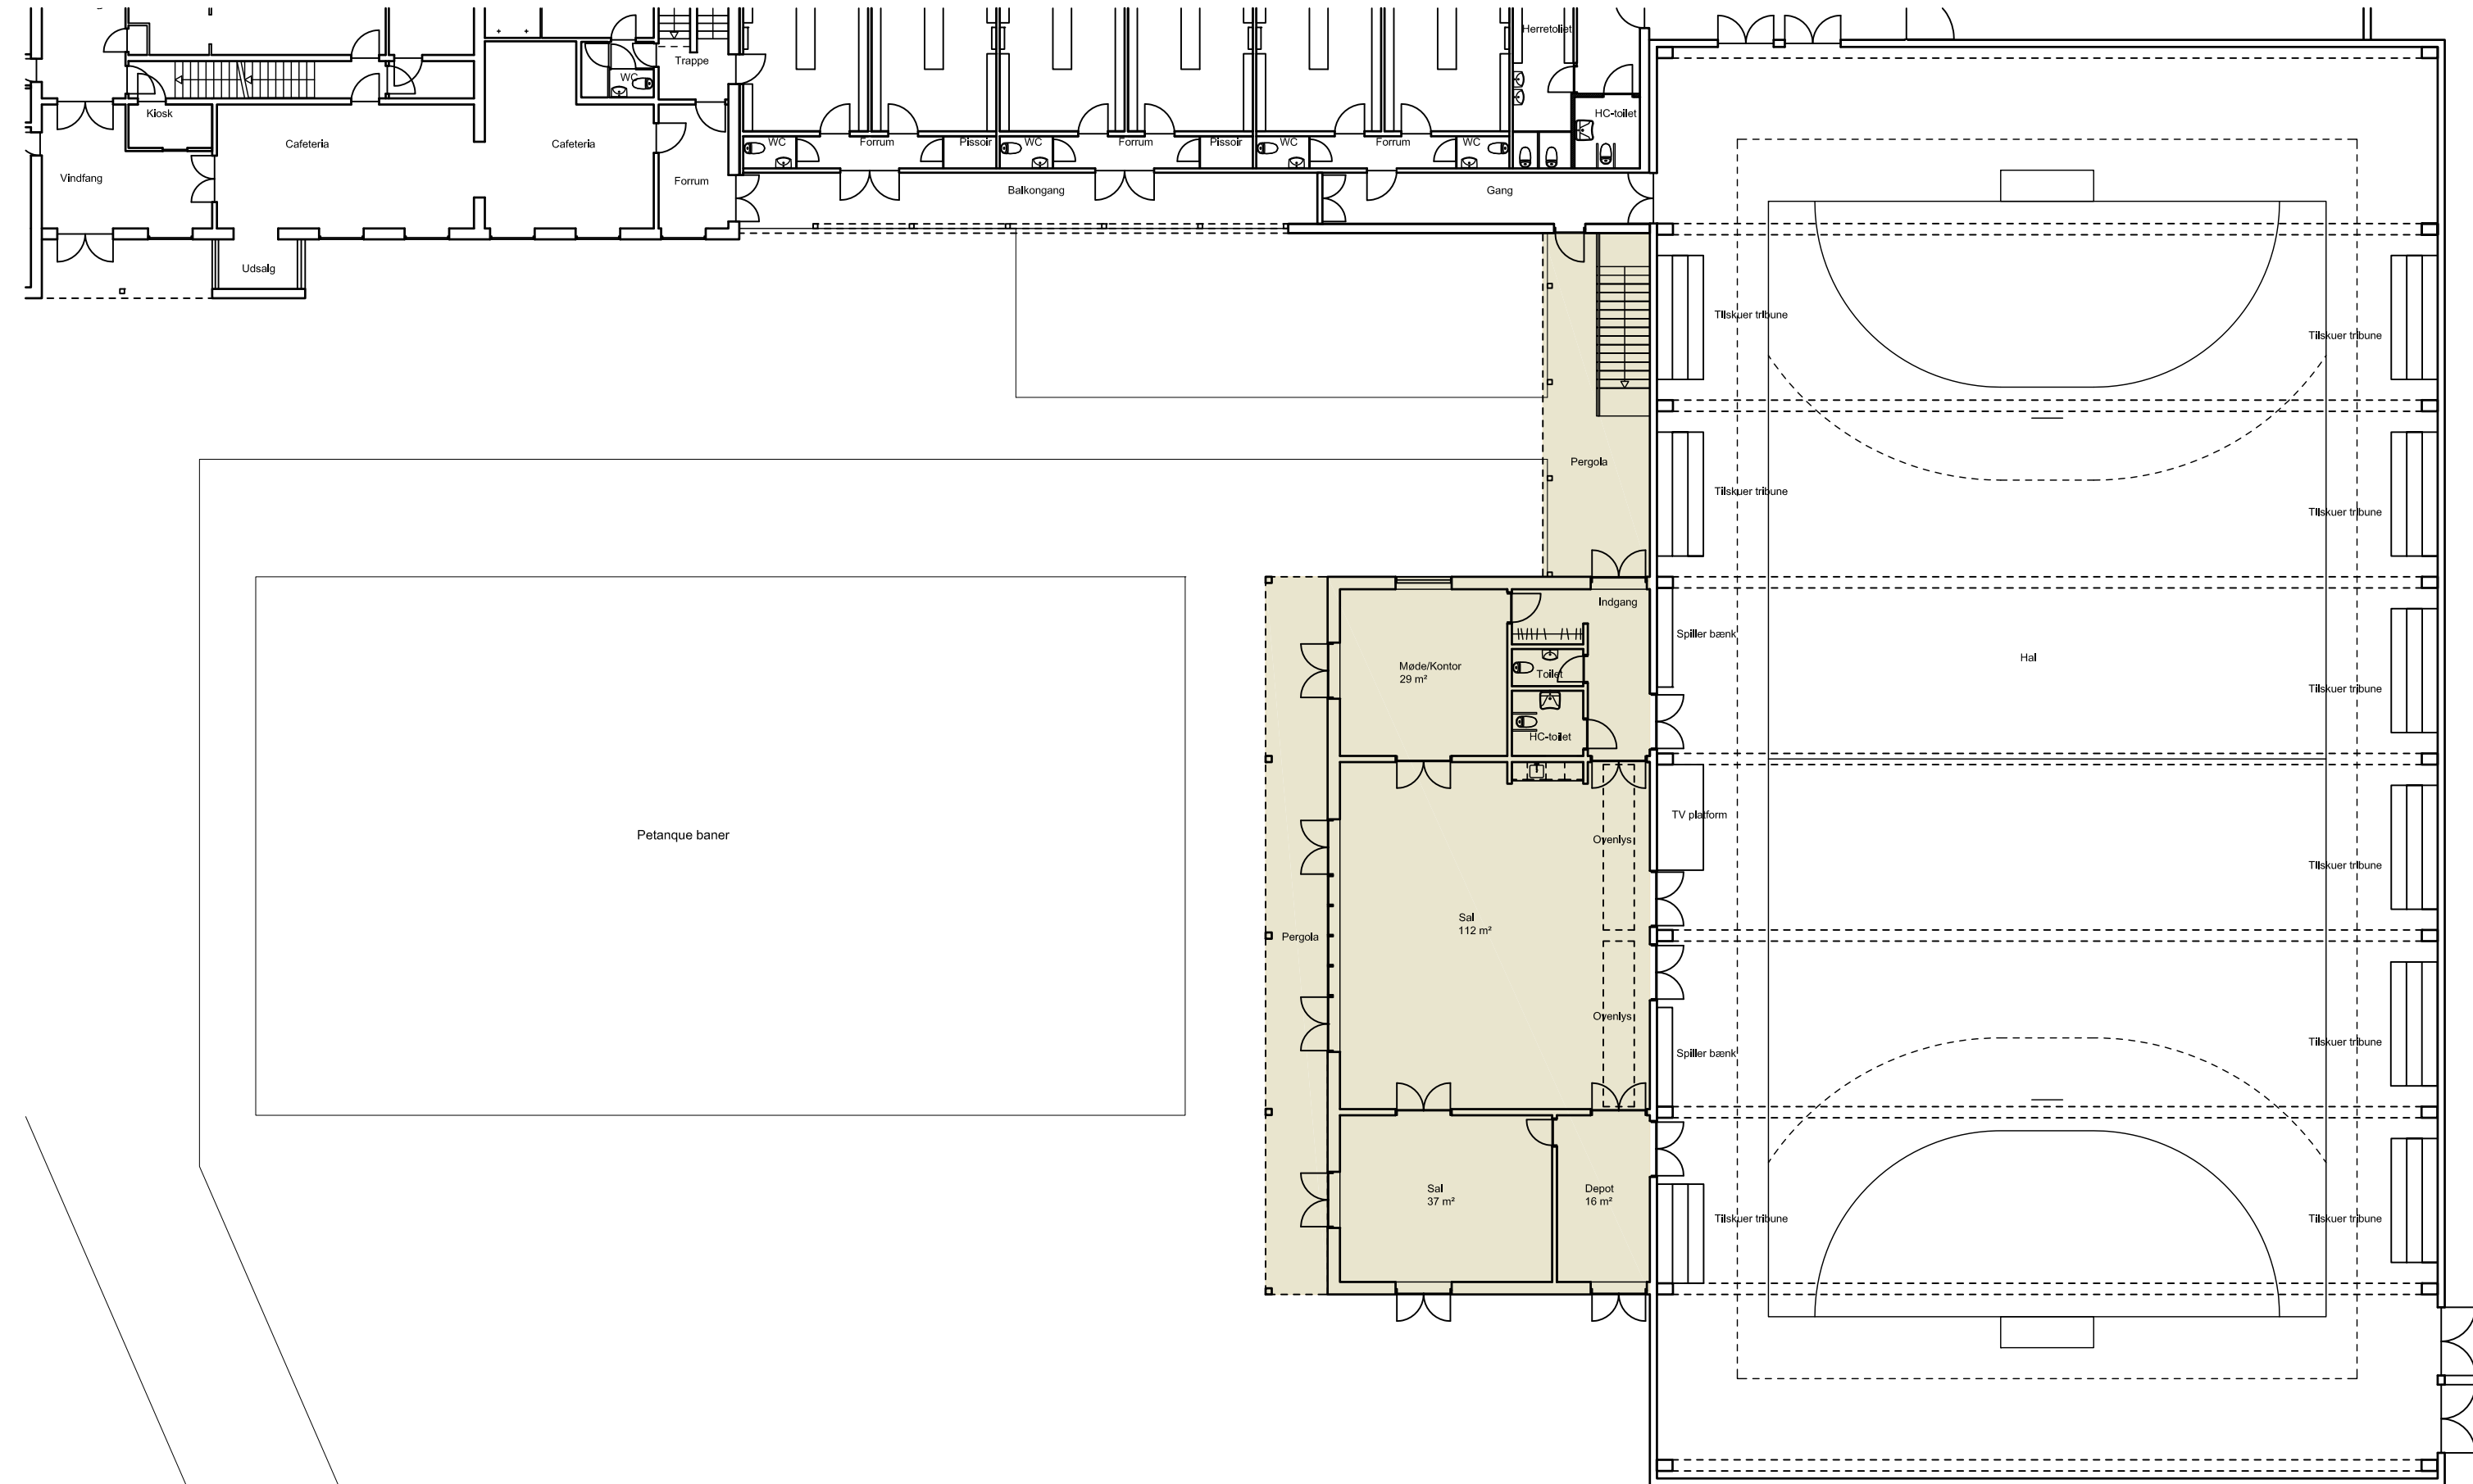 Herretoliet
Trappe
WC
Kiosk
HC-toilet
Cafeteria
Cafeteria
WC
Forrum
Pissoir
WC
Forrum
Pissoir
WC
Forrum
WC
Vindfang
Forrum
Balkongang
Gang
Udsalg
Tilskuer tribune
Tilskuer tribune
Pergola
Tilskuer tribune
Tilskuer tribune
Indgang
Spiller bænk
Hal
Møde/Kontor
29 m²
Toilet
Tilskuer tribune
HC-toilet
TV platform
Petanque baner
Ovenlys
Tilskuer tribune
Sal
112 m²
Pergola
Ovenlys
Spiller bænk
Tilskuer tribune
Sal
37 m²
Depot
16 m²
Tilskuer tribune
Tilskuer tribune